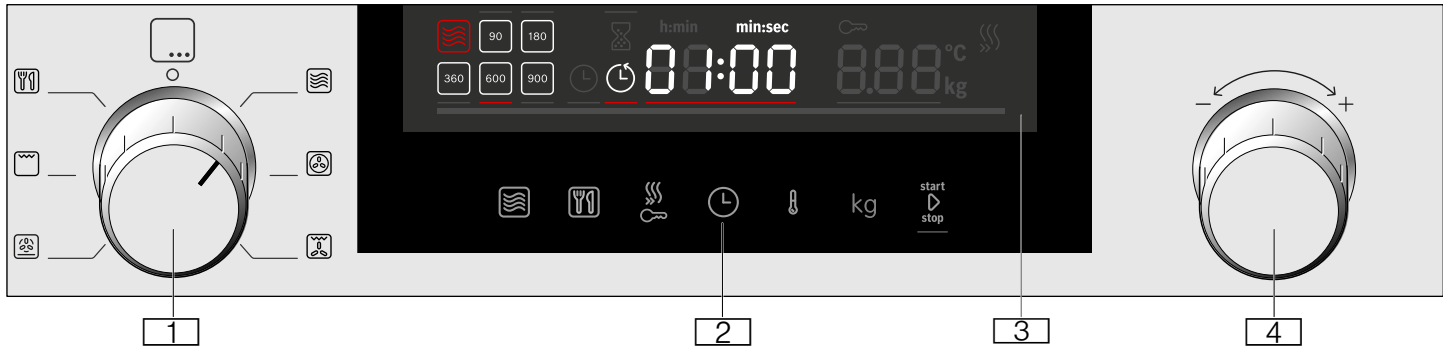 90 180
h:min min:sec
01:00
8.88 °C
360 600 900
kg
- +
kg
start
stop
1 2 3 4